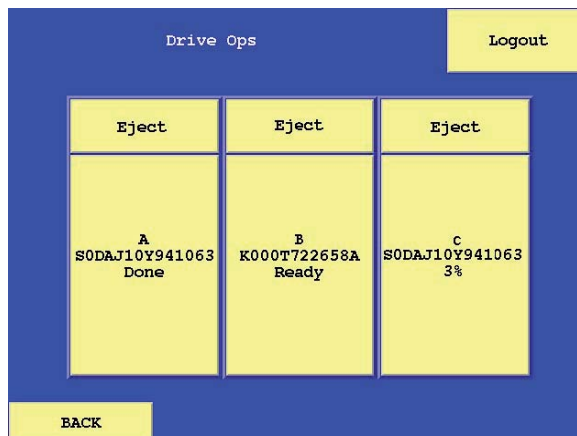 Drive Ops
Logout
Eject
Eject
Eject
A
S0DAJ10Y941063
Done
B
K000T722658A
Ready
C
S0DAJ10Y941063
3%
BACK